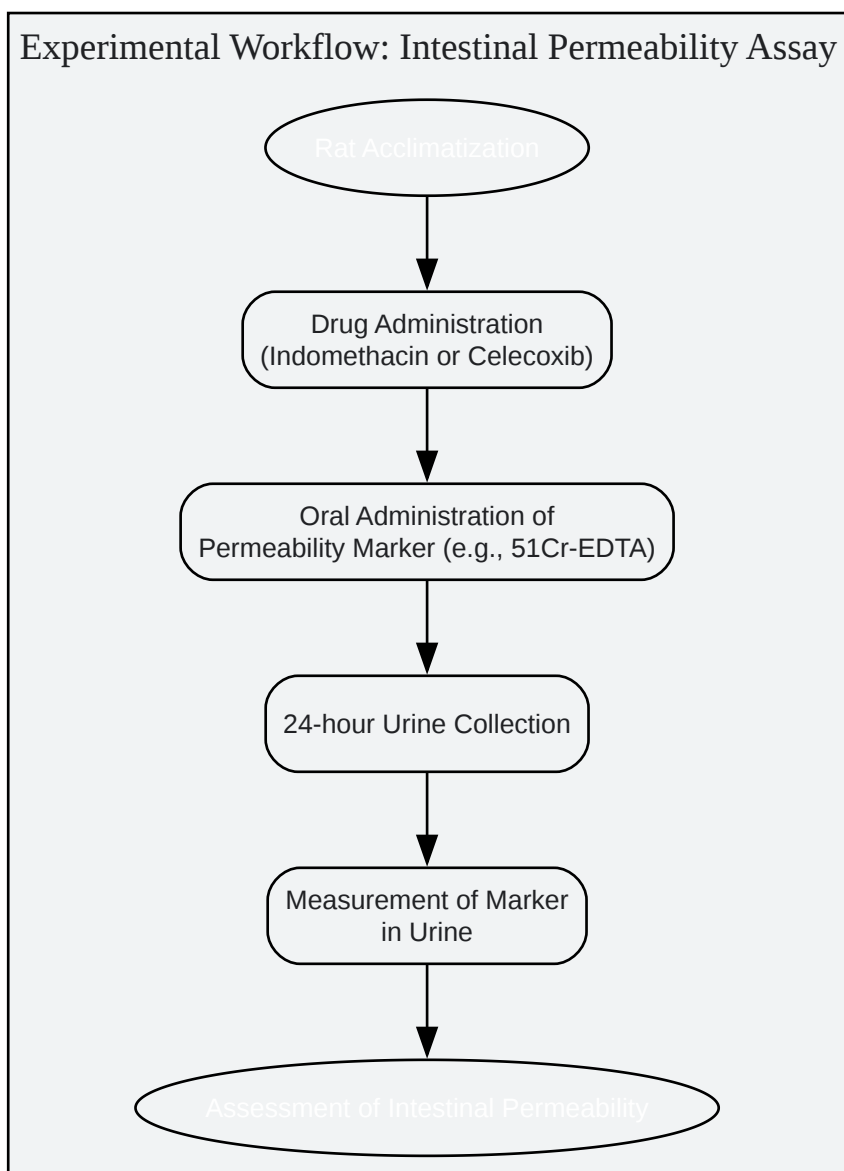 Experimental Workflow: Intestinal Permeability Assay
Rat Acclimatization
Drug Administration
(Indomethacin or Celecoxib)
Oral Administration of
Permeability Marker (e.g., 51Cr-EDTA)
24-hour Urine Collection
Measurement of Marker
in Urine
Assessment of Intestinal Permeability